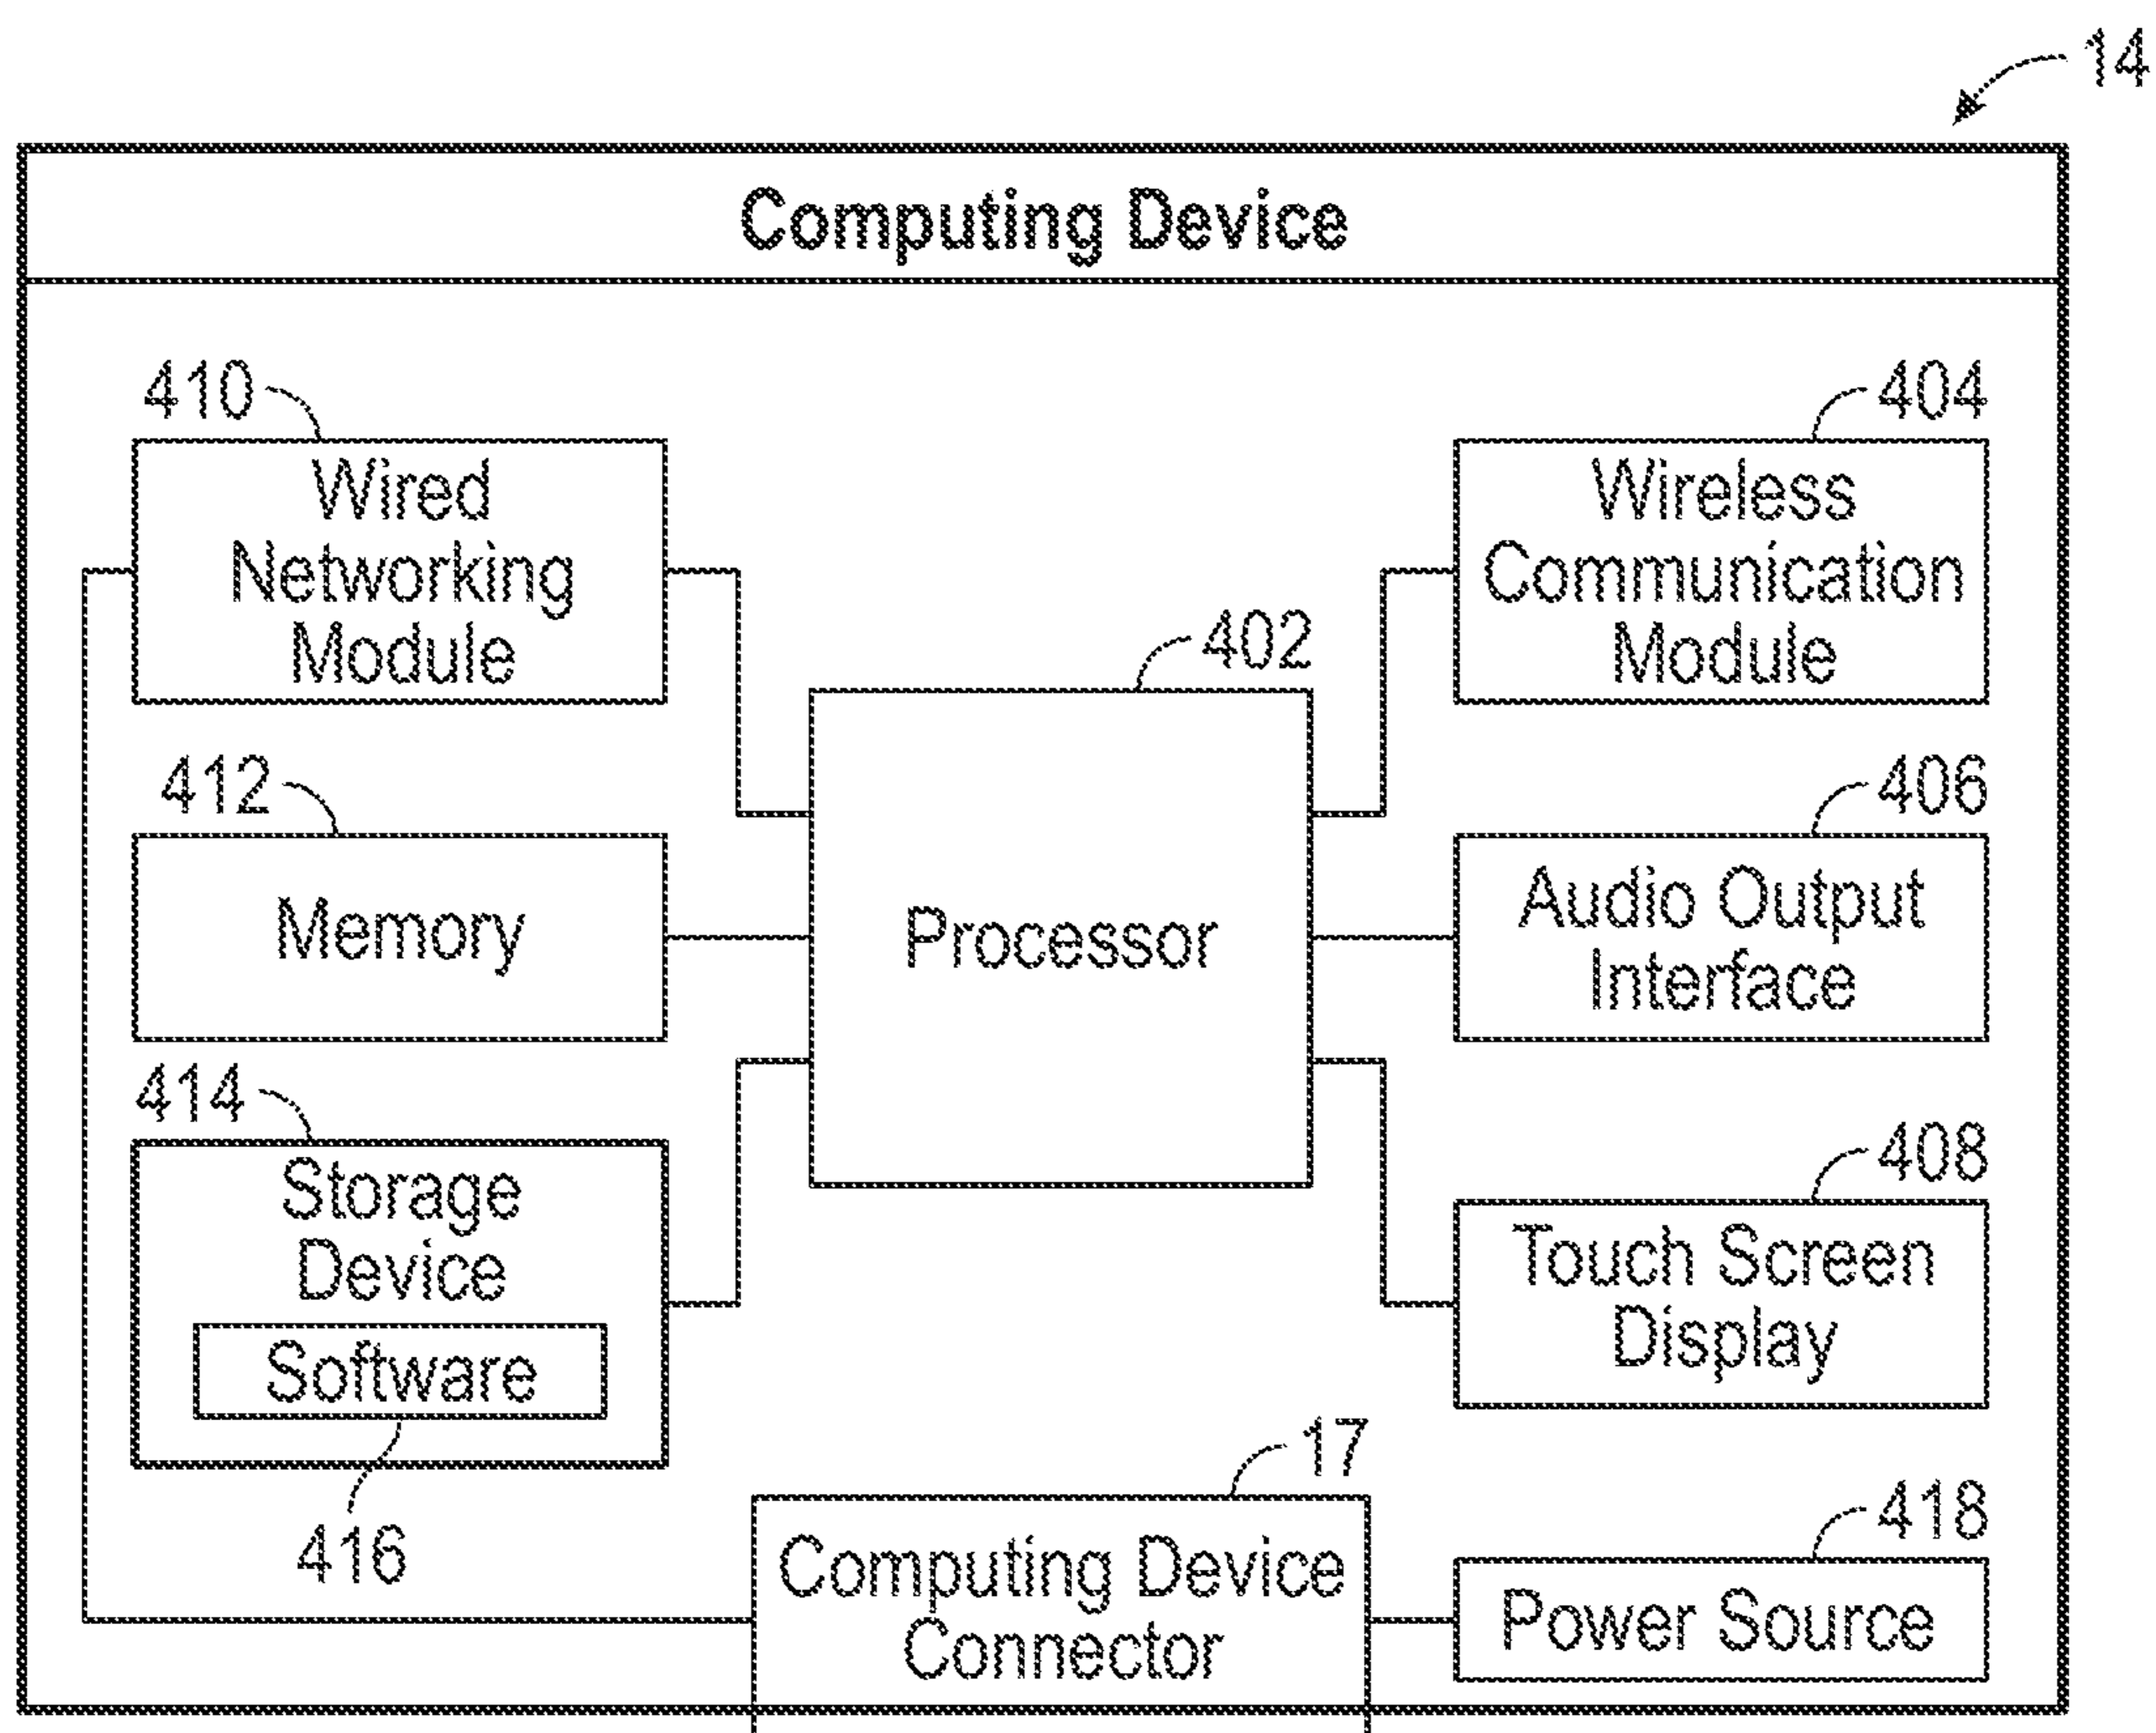 14
Computing Device
410
Wired
Networking
Module
404
Wireless
Communication
Module
402
Processor
412
Memory
406
Audio Output
Interface
414
Storage
Device
Software
416
408
Touch Screen
Display
17
Computing Device
Connector
418
Power Source